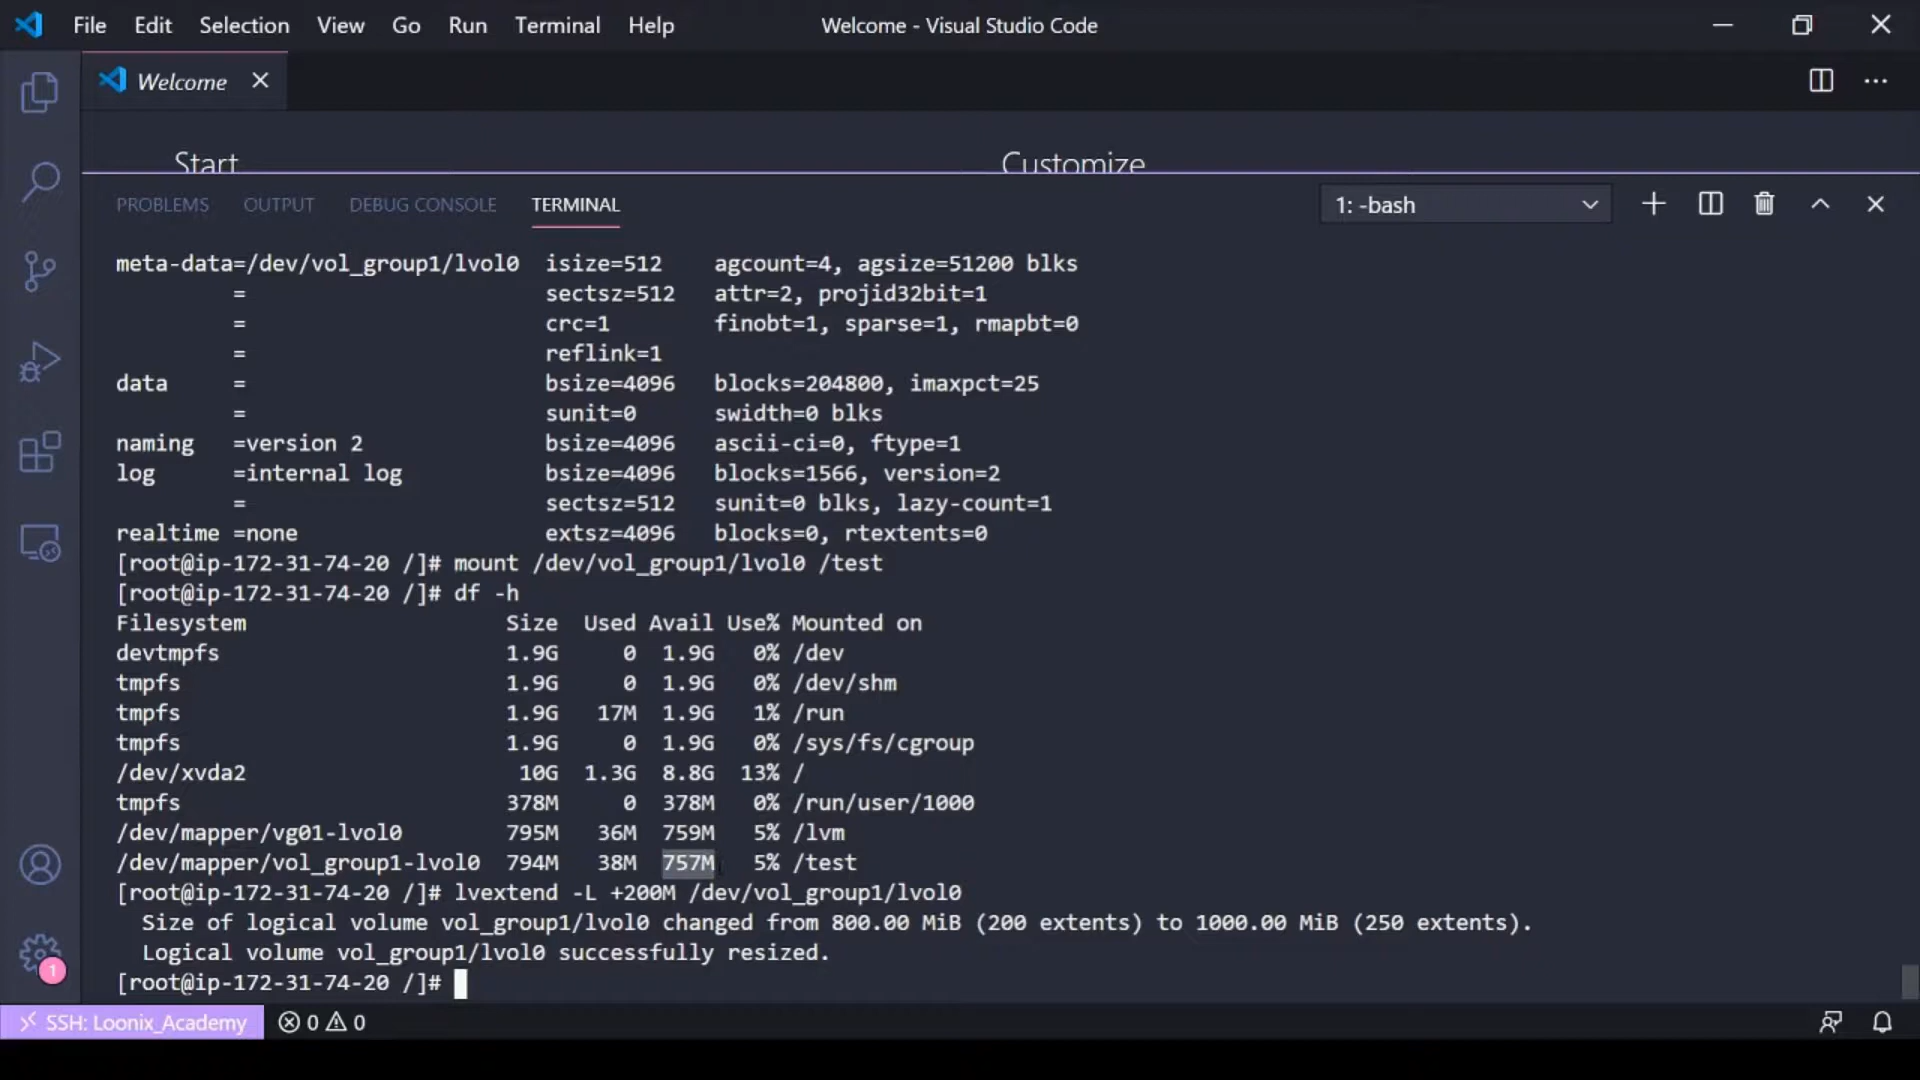 File Edit Selection View Go Run Terminal Help Welcome - Visual Studio Code
Welcome
Start Customize
PROBLEMS OUTPUT DEBUG CONSOLE TERMINAL 1: -bash
meta-data=/dev/vol_group1/lvol0 isize=512 agcount=4, agsize=51200 blks
= sectsz=512 attr=2, projid32bit=1
= crc=1 finobt=1, sparse=1, rmapbt=0
= reflink=1
data = bsize=4096 blocks=204800, imaxpct=25
= sunit=0 swidth=0 blks
naming =version 2 bsize=4096 ascii-ci=0, ftype=1
log =internal log bsize=4096 blocks=1566, version=2
= sectsz=512 sunit=0 blks, lazy-count=1
realtime =none extsz=4096 blocks=0, rtextents=0
[root@ip-172-31-74-20 /]# mount /dev/vol_group1/lvol0 /test
[root@ip-172-31-74-20 /]# df -h
Filesystem Size Used Avail Use% Mounted on
devtmpfs 1.9G 0 1.9G 0% /dev
tmpfs 1.9G 0 1.9G 0% /dev/shm
tmpfs 1.9G 17M 1.9G 1% /run
tmpfs 1.9G 0 1.9G 0% /sys/fs/cgroup
/dev/xvda2 10G 1.3G 8.8G 13% /
tmpfs 378M 0 378M 0% /run/user/1000
/dev/mapper/vg01-lvol0 795M 36M 759M 5% /lvm
/dev/mapper/vol_group1-lvol0 794M 38M 757M 5% /test
[root@ip-172-31-74-20 /]# lvextend -L +200M /dev/vol_group1/lvol0
Size of logical volume vol_group1/lvol0 changed from 800.00 MiB (200 extents) to 1000.00 MiB (250 extents).
Logical volume vol_group1/lvol0 successfully resized.
[root@ip-172-31-74-20 /]#
1
SSH: Loonix_Academy 0 0